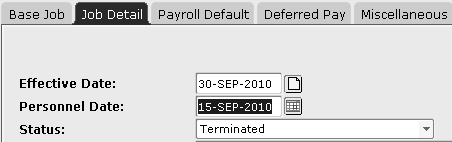 Base Job Job Detail Payroll Default Deferred Pay Miscellaneous
Effective Date: 30-SEP-2010
Personnel Date: 15-SEP-2010
Status: Terminated